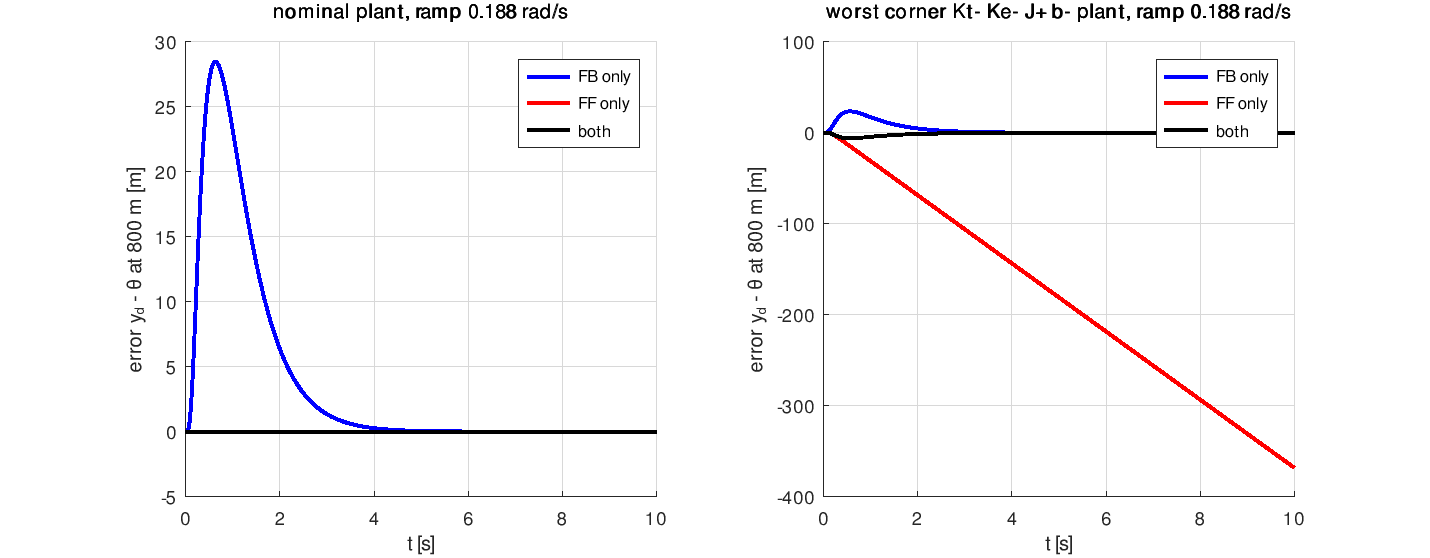 nominal plant, ramp 0.188 rad/s
30
25
20
15
10
5
0
-5
0 2 4 6 8 10
error yd - θ at 800 m [m]
t [s]
FB only
FF only
both
worst corner Kt- Ke- J+ b- plant, ramp 0.188 rad/s
100
0
-100
-200
-300
-400
0 2 4 6 8 10
error yd - θ at 800 m [m]
t [s]
FB only
FF only
both